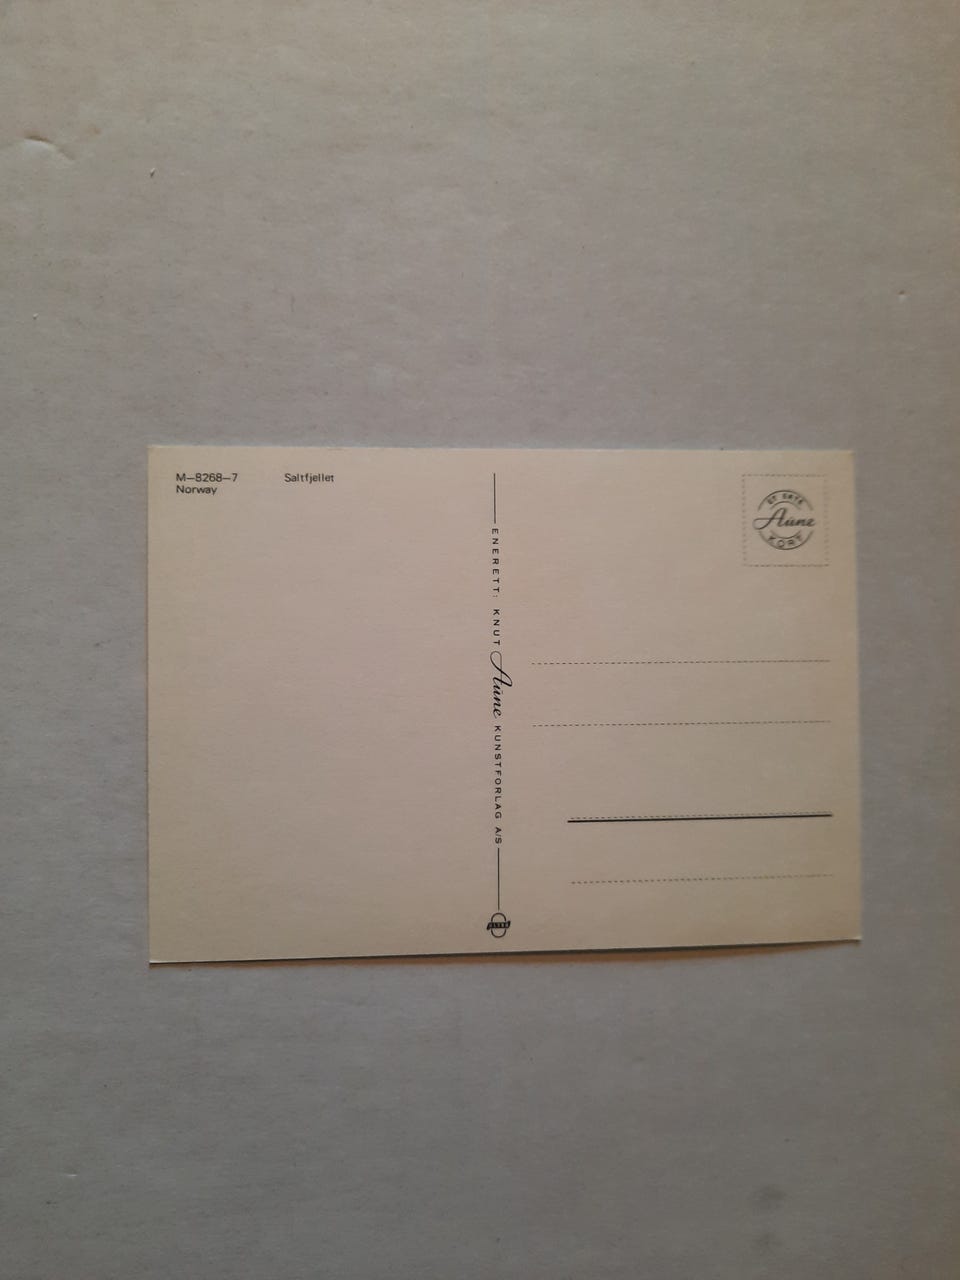 M—8268—7 Saltfjellet
Norway
ENERETT: KNUT Aune KUNSTFORLAG A/S
ET EKTE
Aune
KORT